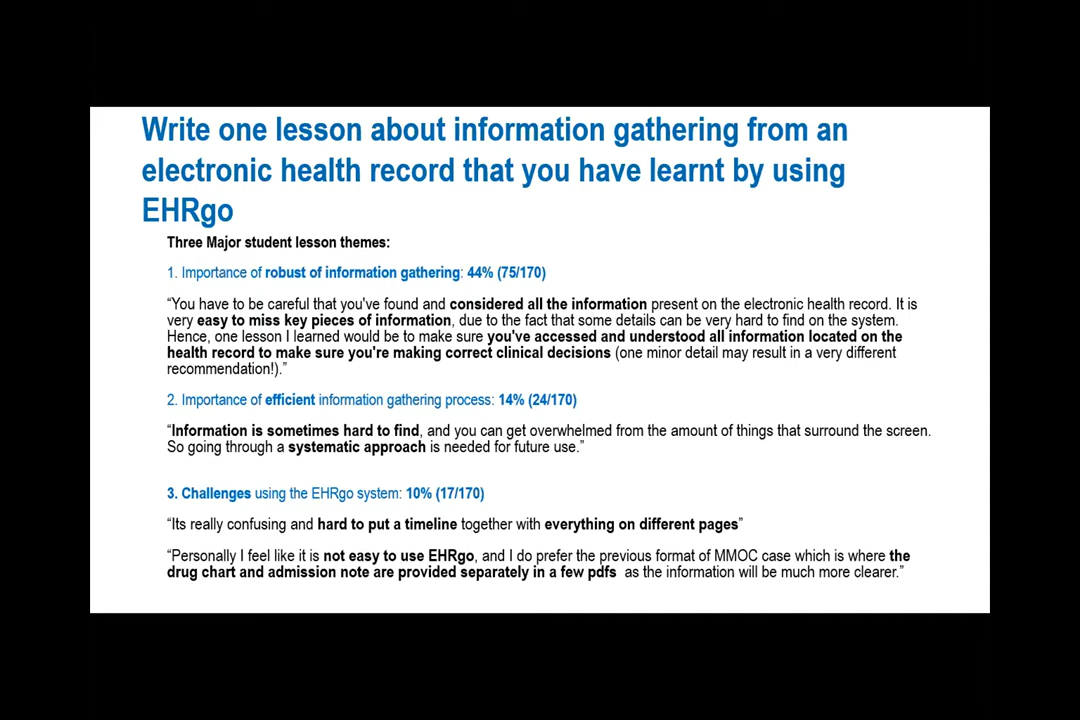 Write one lesson about information gathering from an
electronic health record that you have learnt by using
EHRgo
Three Major student lesson themes:
1. Importance of robust of information gathering: 44% (75/170)
“You have to be careful that you've found and considered all the information present on the electronic health record. It is
very easy to miss key pieces of information, due to the fact that some details can be very hard to find on the system.
Hence, one lesson I learned would be to make sure you've accessed and understood all information located on the
health record to make sure you're making correct clinical decisions (one minor detail may result in a very different
recommendation!).”
2. Importance of efficient information gathering process: 14% (24/170)
“Information is sometimes hard to find, and you can get overwhelmed from the amount of things that surround the screen.
So going through a systematic approach is needed for future use.”
3. Challenges using the EHRgo system: 10% (17/170)
“Its really confusing and hard to put a timeline together with everything on different pages”
“Personally I feel like it is not easy to use EHRgo, and I do prefer the previous format of MMOC case which is where the
drug chart and admission note are provided separately in a few pdfs as the information will be much more clearer.”